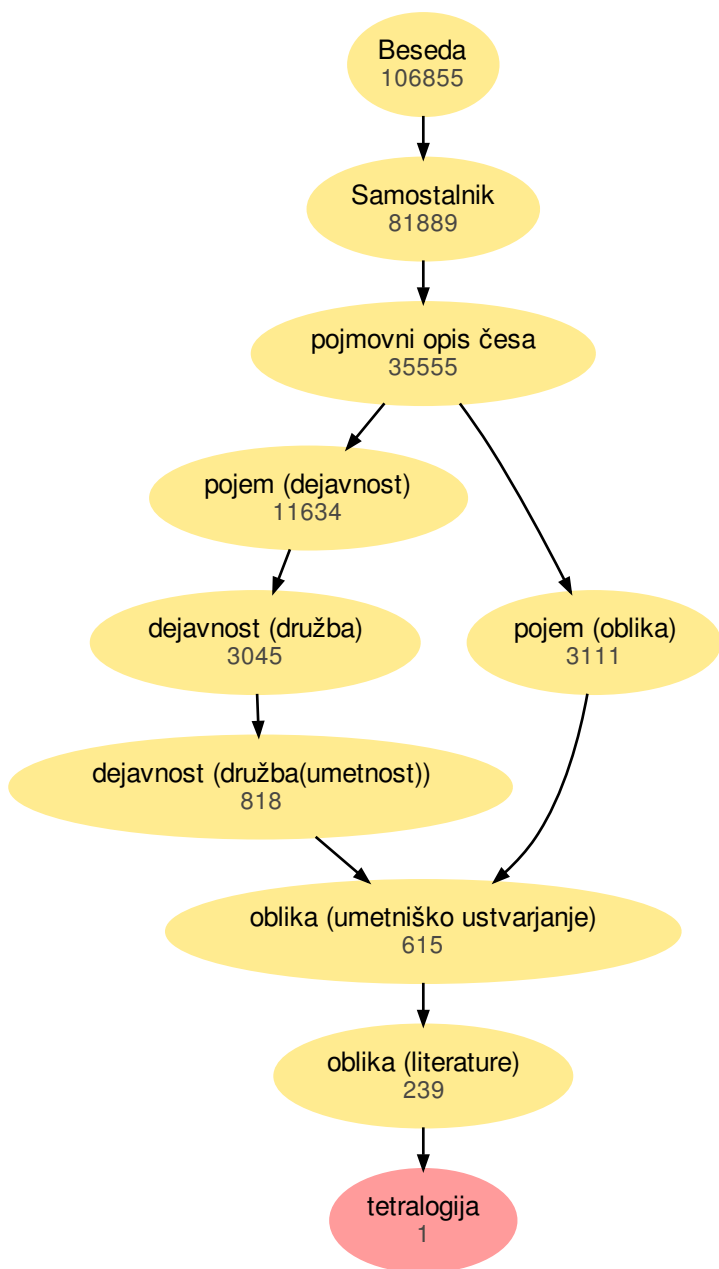 Beseda
106855
Samostalnik
81889
pojmovni opis česa
35555
pojem (dejavnost)
11634
dejavnost (družba)
3045
pojem (oblika)
3111
dejavnost (družba(umetnost))
818
oblika (umetniško ustvarjanje)
615
oblika (literature)
239
tetralogija
1